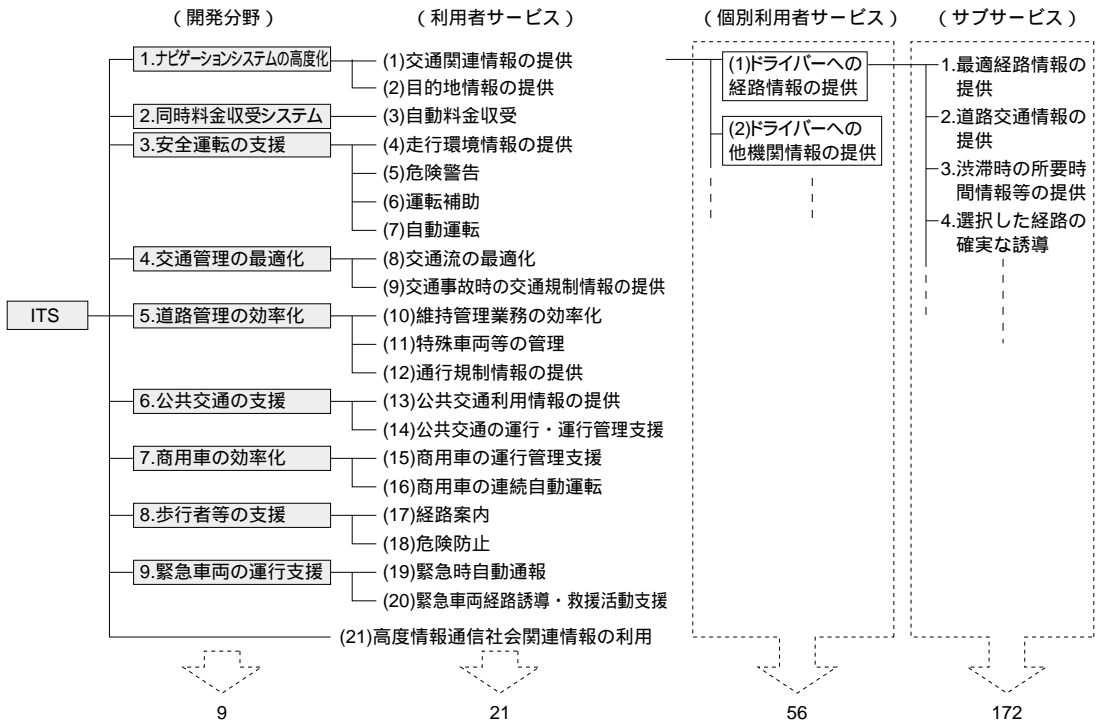 （開発分野）
（利用者サービス）
（個別利用者サービス）
（サブサービス）
ITS
1.ナビゲーションシステムの高度化
(1)交通関連情報の提供
(2)目的地情報の提供
2.同時料金収受システム
(3)自動料金収受
3.安全運転の支援
(4)走行環境情報の提供
(5)危険警告
(6)運転補助
(7)自動運転
4.交通管理の最適化
(8)交通流の最適化
(9)交通事故時の交通規制情報の提供
5.道路管理の効率化
(10)維持管理業務の効率化
(11)特殊車両等の管理
(12)通行規制情報の提供
6.公共交通の支援
(13)公共交通利用情報の提供
(14)公共交通の運行・運行管理支援
7.商用車の効率化
(15)商用車の運行管理支援
(16)商用車の連続自動運転
8.歩行者等の支援
(17)経路案内
(18)危険防止
9.緊急車両の運行支援
(19)緊急時自動通報
(20)緊急車両経路誘導・救援活動支援
(21)高度情報通信社会関連情報の利用
(1)ドライバーへの
経路情報の提供
(2)ドライバーへの
他機関情報の提供
1.最適経路情報の
提供
2.道路交通情報の
提供
3.渋滞時の所要時
間情報等の提供
4.選択した経路の
確実な誘導
9
21
56
172